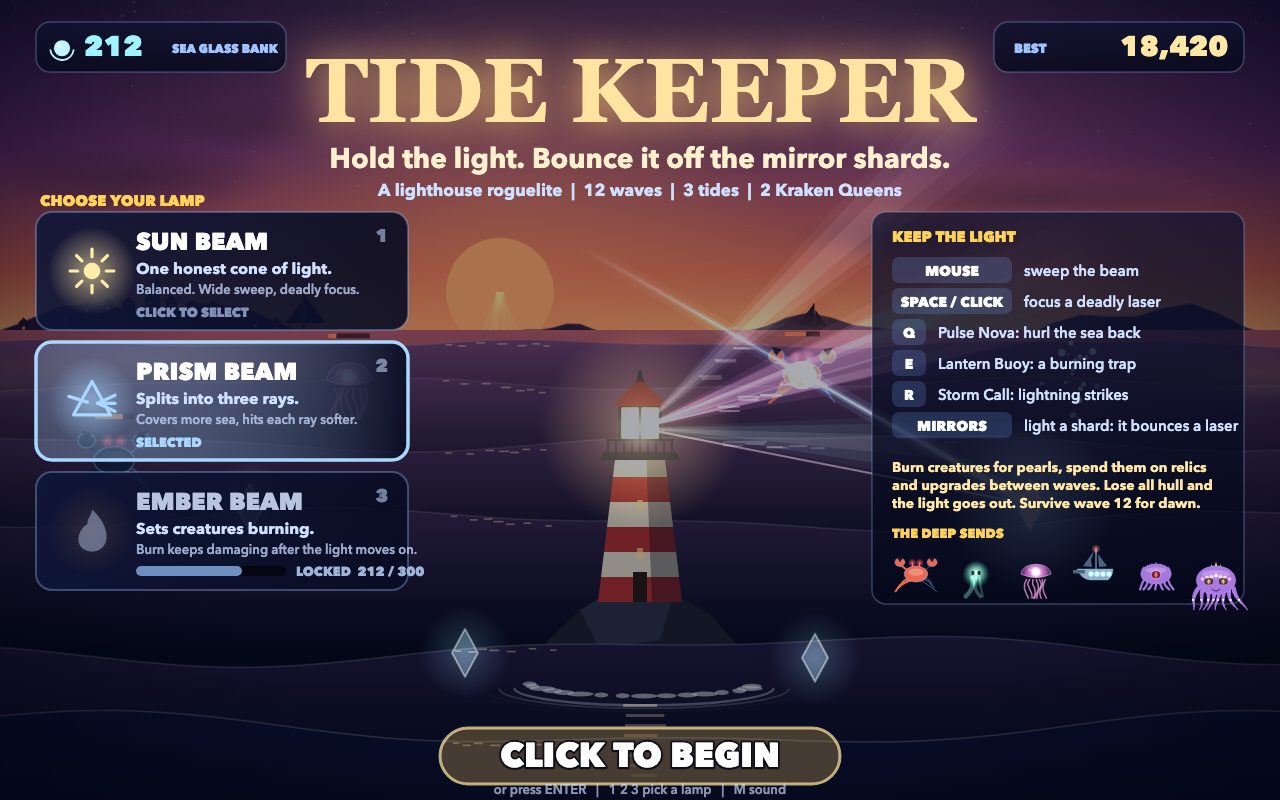 212 SEA GLASS BANK
BEST 18,420
TIDE KEEPER
Hold the light. Bounce it off the mirror shards.
A lighthouse roguelite | 12 waves | 3 tides | 2 Kraken Queens
CHOOSE YOUR LAMP
SUN BEAM 1
One honest cone of light.
Balanced. Wide sweep, deadly focus.
CLICK TO SELECT
PRISM BEAM 2
Splits into three rays.
Covers more sea, hits each ray softer.
SELECTED
EMBER BEAM 3
Sets creatures burning.
Burn keeps damaging after the light moves on.
LOCKED 212 / 300
KEEP THE LIGHT
MOUSE sweep the beam
SPACE / CLICK focus a deadly laser
Q Pulse Nova: hurl the sea back
E Lantern Buoy: a burning trap
R Storm Call: lightning strikes
MIRRORS light a shard: it bounces a laser
Burn creatures for pearls, spend them on relics
and upgrades between waves. Lose all hull and
the light goes out. Survive wave 12 for dawn.
THE DEEP SENDS
CLICK TO BEGIN
or press ENTER | 1 2 3 pick a lamp | M sound